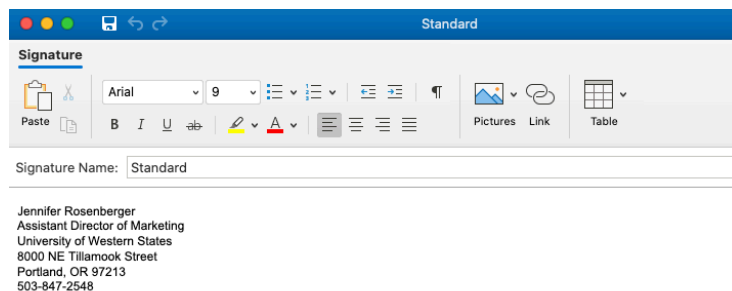 Standard
Signature
Arial 9
Paste B I U ab A Pictures Link Table
Signature Name: Standard
Jennifer Rosenberger
Assistant Director of Marketing
University of Western States
8000 NE Tillamook Street
Portland, OR 97213
503-847-2548